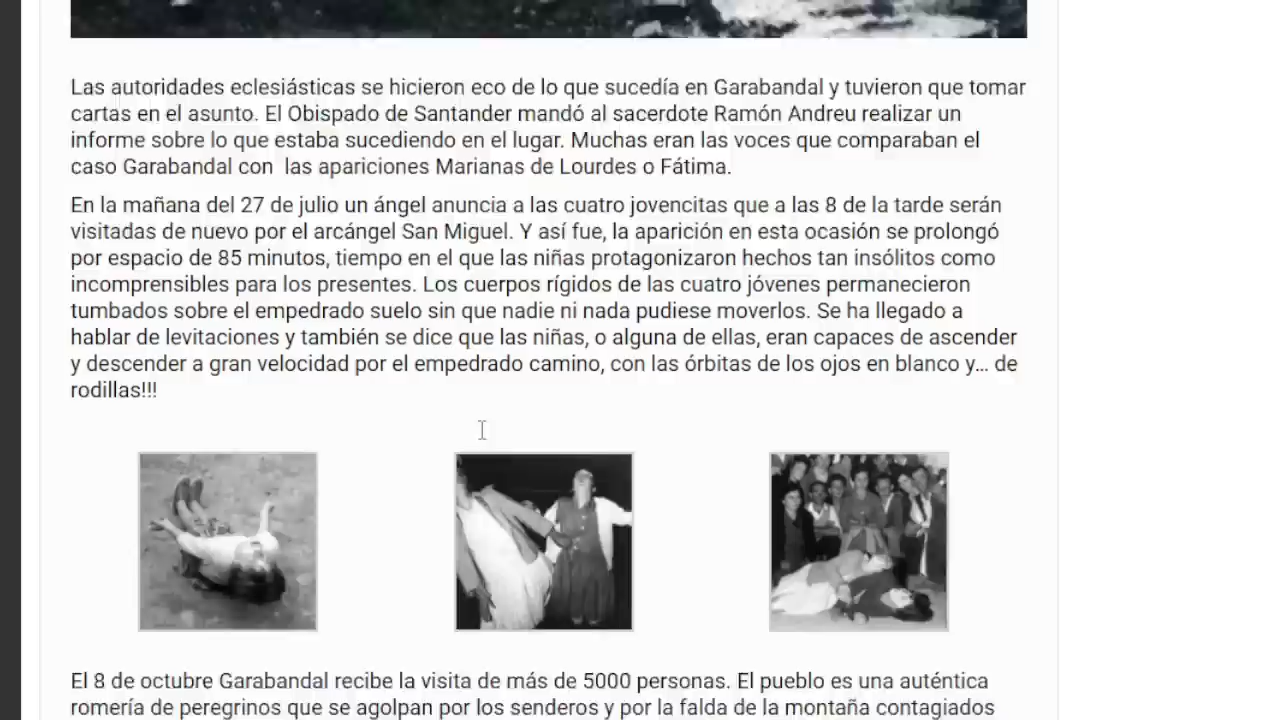 Las autoridades eclesiásticas se hicieron eco de lo que sucedía en Garabandal y tuvieron que tomar
cartas en el asunto. El Obispado de Santander mandó al sacerdote Ramón Andreu realizar un
informe sobre lo que estaba sucediendo en el lugar. Muchas eran las voces que comparaban el
caso Garabandal con  las apariciones Marianas de Lourdes o Fátima.
En la mañana del 27 de julio un ángel anuncia a las cuatro jovencitas que a las 8 de la tarde serán
visitadas de nuevo por el arcángel San Miguel. Y así fue, la aparición en esta ocasión se prolongó
por espacio de 85 minutos, tiempo en el que las niñas protagonizaron hechos tan insólitos como
incomprensibles para los presentes. Los cuerpos rígidos de las cuatro jóvenes permanecieron
tumbados sobre el empedrado suelo sin que nadie ni nada pudiese moverlos. Se ha llegado a
hablar de levitaciones y también se dice que las niñas, o alguna de ellas, eran capaces de ascender
y descender a gran velocidad por el empedrado camino, con las órbitas de los ojos en blanco y... de
rodillas!!!
El 8 de octubre Garabandal recibe la visita de más de 5000 personas. El pueblo es una auténtica
romería de peregrinos que se agolpan por los senderos y por la falda de la montaña contagiados